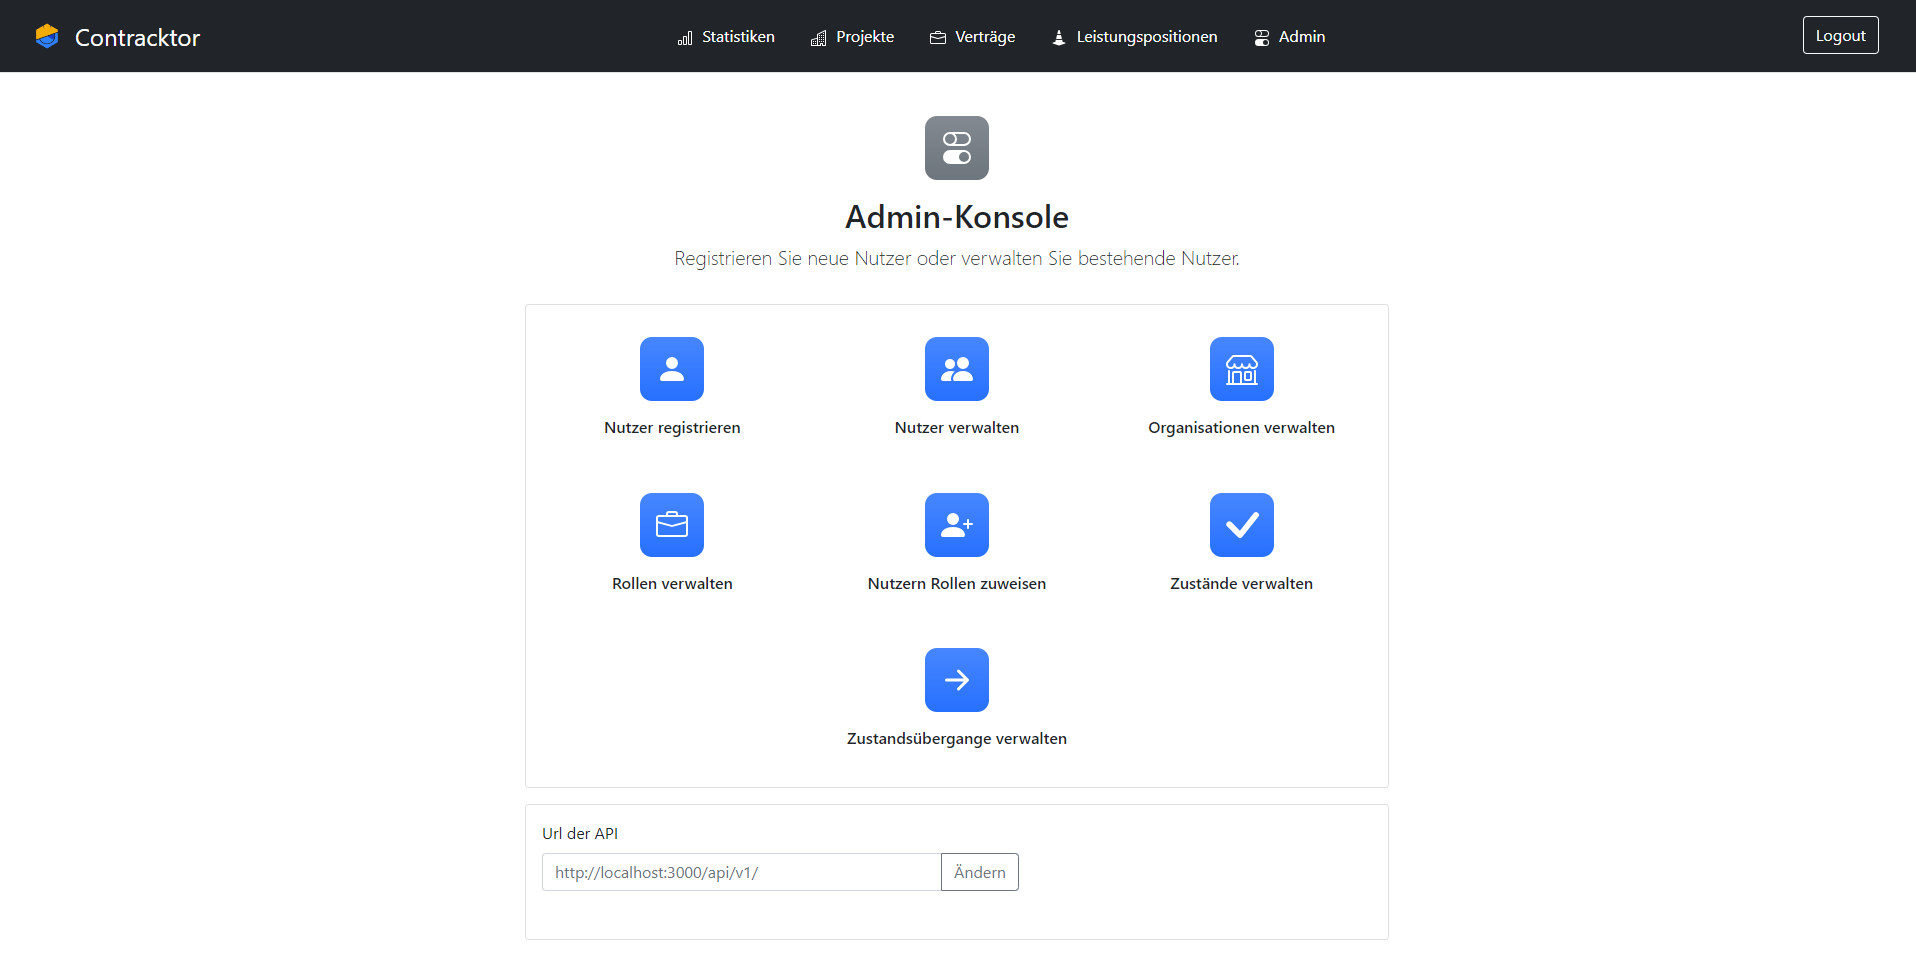 Contracktor
Statistiken Projekte Verträge Leistungspositionen Admin
Logout
Admin-Konsole
Registrieren Sie neue Nutzer oder verwalten Sie bestehende Nutzer.
Nutzer registrieren Nutzer verwalten Organisationen verwalten
Rollen verwalten Nutzern Rollen zuweisen Zustände verwalten
Zustandsübergange verwalten
Url der API
http://localhost:3000/api/v1/ Ändern